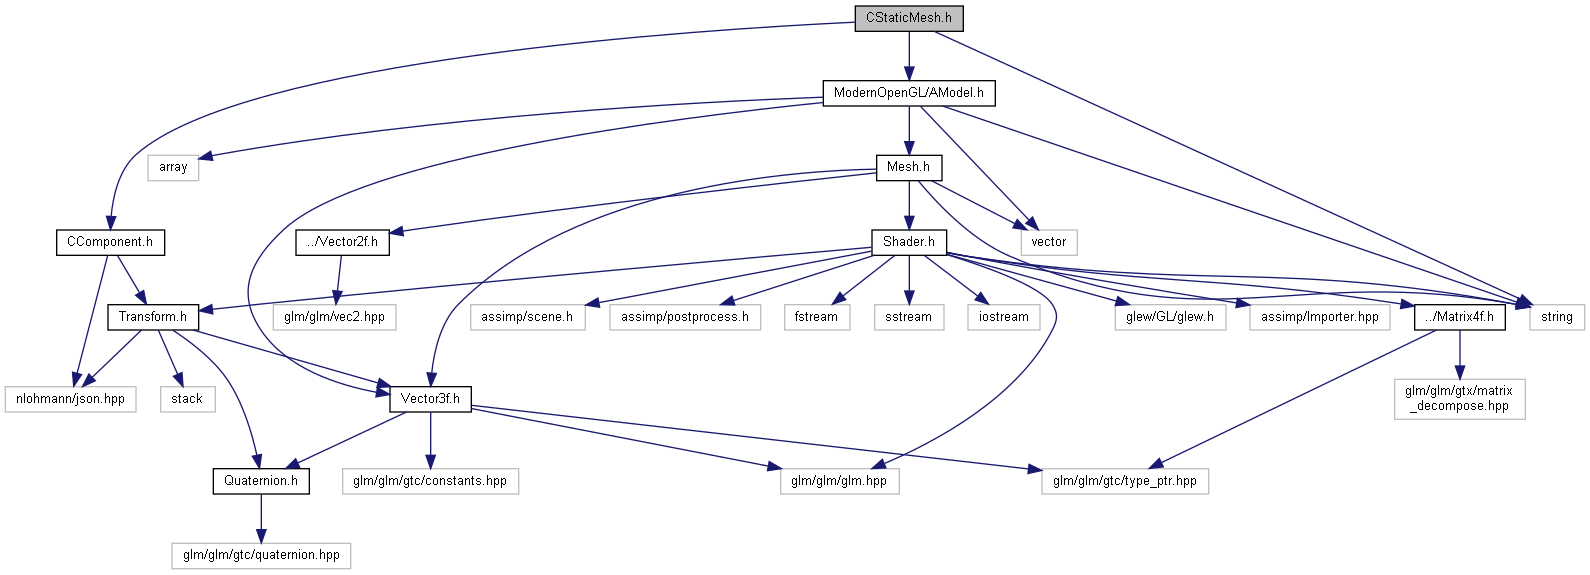 CStaticMesh.h
ModernOpenGL/AModel.h
array
Mesh.h
CComponent.h
../Vector2f.h
Shader.h
vector
Transform.h
glm/glm/vec2.hpp
assimp/scene.h
assimp/postprocess.h
fstream
sstream
iostream
glew/GL/glew.h
assimp/Importer.hpp
../Matrix4f.h
string
nlohmann/json.hpp
stack
Vector3f.h
glm/glm/gtx/matrix
_decompose.hpp
Quaternion.h
glm/glm/gtc/constants.hpp
glm/glm/glm.hpp
glm/glm/gtc/type_ptr.hpp
glm/glm/gtc/quaternion.hpp